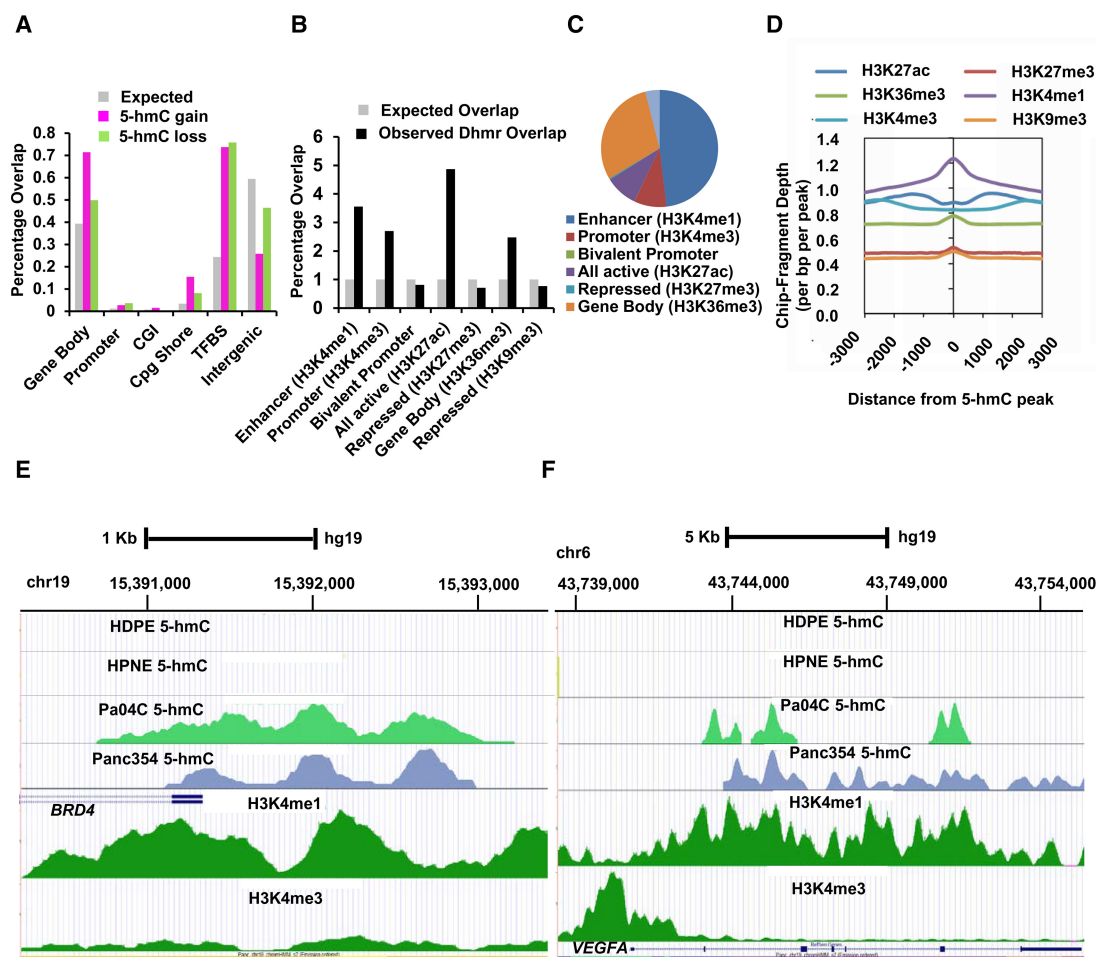 A
B
C
D
Expected
5-hmC gain
5-hmC loss
Percentage Overlap
0.8
0.7
0.6
0.5
0.4
0.3
0.2
0.1
0
Gene Body
Promoter
CGI
Cpg Shore
TFBS
Intergenic
Expected Overlap
Observed Dhmr Overlap
Percentage Overlap
6
5
4
3
2
1
0
Enhancer (H3K4me1)
Promoter (H3K4me3)
Bivalent Promoter
All active (H3K27ac)
Repressed (H3K27me3)
Gene Body (H3K36me3)
Repressed (H3K9me3)
Enhancer (H3K4me1)
Promoter (H3K4me3)
Bivalent Promoter
All active (H3K27ac)
Repressed (H3K27me3)
Gene Body (H3K36me3)
H3K27ac
H3K27me3
H3K36me3
H3K4me1
H3K4me3
H3K9me3
Chip-Fragment Depth
(per bp per peak)
1.4
1.2
1.0
0.8
0.6
0.4
0.2
0.0
-3000
-2000
-1000
0
1000
2000
3000
Distance from 5-hmC peak
E
1 Kb
hg19
chr19
15,391,000
15,392,000
15,393,000
HDPE 5-hmC
HPNE 5-hmC
Pa04C 5-hmC
Panc354 5-hmC
BRD4
H3K4me1
H3K4me3
F
5 Kb
hg19
chr6
43,739,000
43,744,000
43,749,000
43,754,000
HDPE 5-hmC
HPNE 5-hmC
Pa04C 5-hmC
Panc354 5-hmC
H3K4me1
H3K4me3
VEGFA